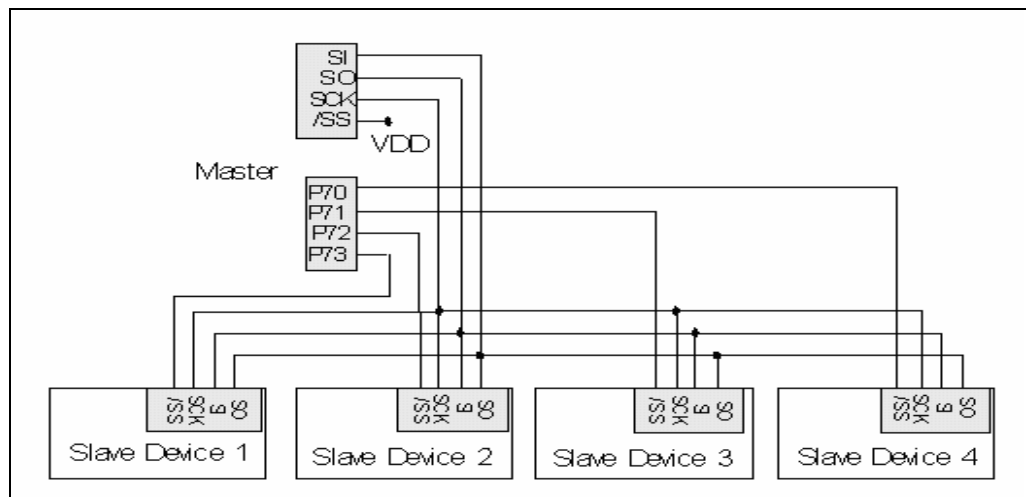 SI
SO
SCK
/SS
VDD
Master
P70
P71
P72
P73
/SS SCK SI SO
/SS SCK SI SO
/SS SCK SI SO
/SS SCK SI SO
Slave Device 1
Slave Device 2
Slave Device 3
Slave Device 4